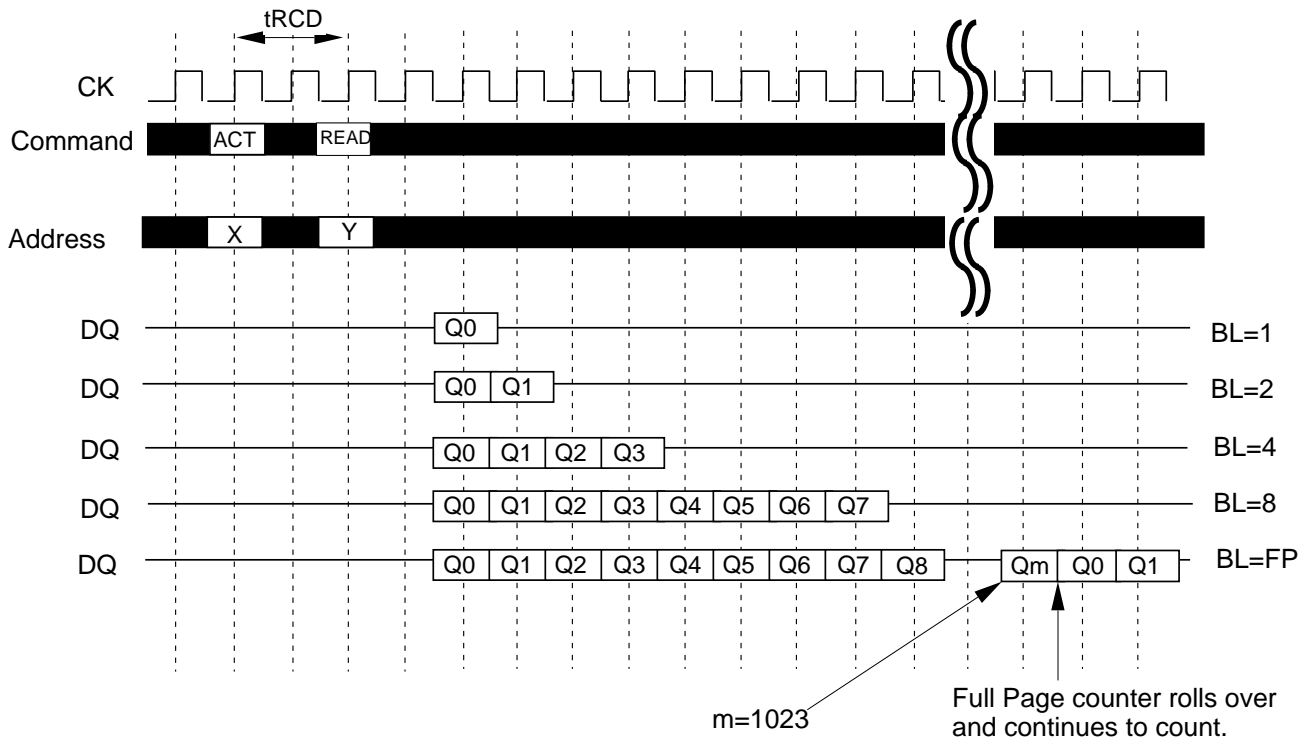 tRCD
CK
Command ACT READ
Address X Y
DQ Q0 BL=1
DQ Q0 Q1 BL=2
DQ Q0 Q1 Q2 Q3 BL=4
DQ Q0 Q1 Q2 Q3 Q4 Q5 Q6 Q7 BL=8
DQ Q0 Q1 Q2 Q3 Q4 Q5 Q6 Q7 Q8 Qm Q0 Q1 BL=FP
m=1023
Full Page counter rolls over
and continues to count.